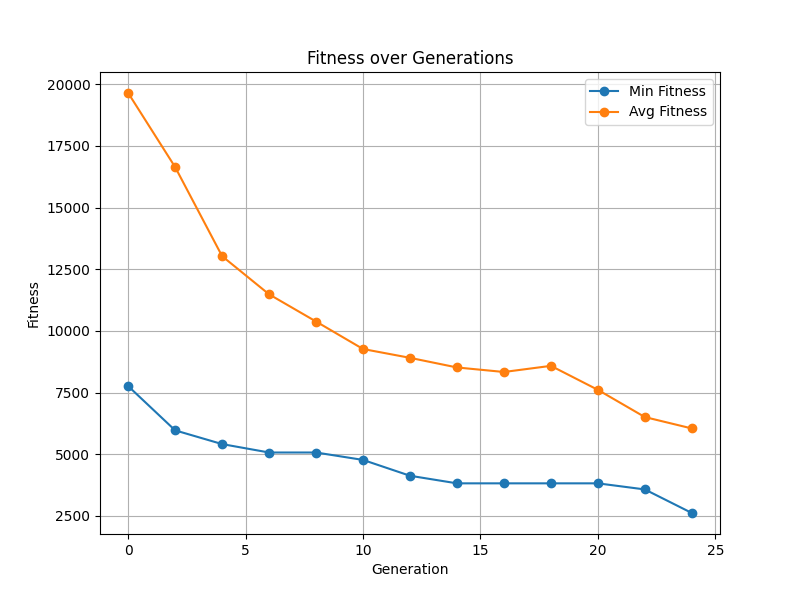 Fitness over Generations
Min Fitness
Avg Fitness
20000
17500
15000
12500
10000
7500
5000
2500
Fitness
0 5 10 15 20 25
Generation